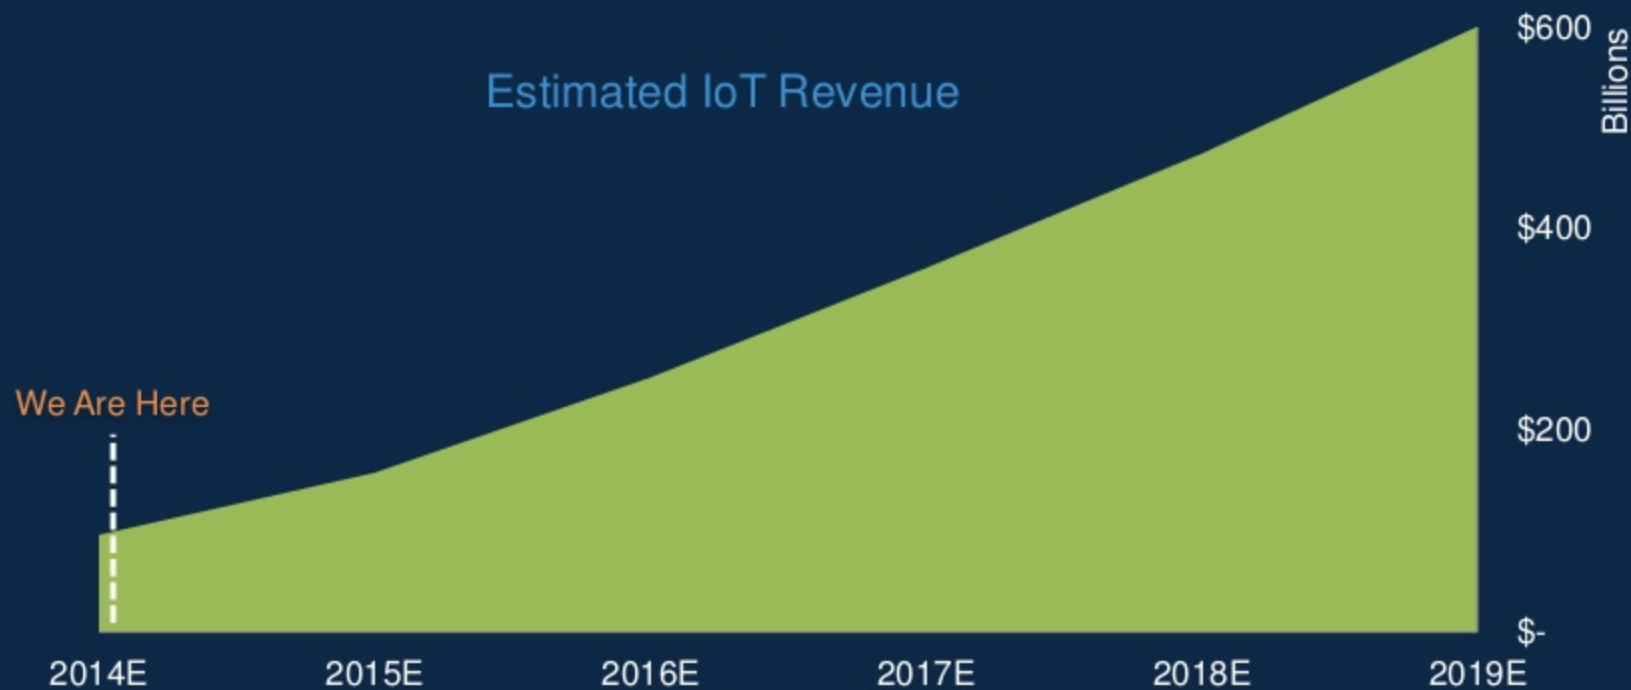 Estimated IoT Revenue
$600
Billions
$400
We Are Here
$200
$-
2014E 2015E 2016E 2017E 2018E 2019E